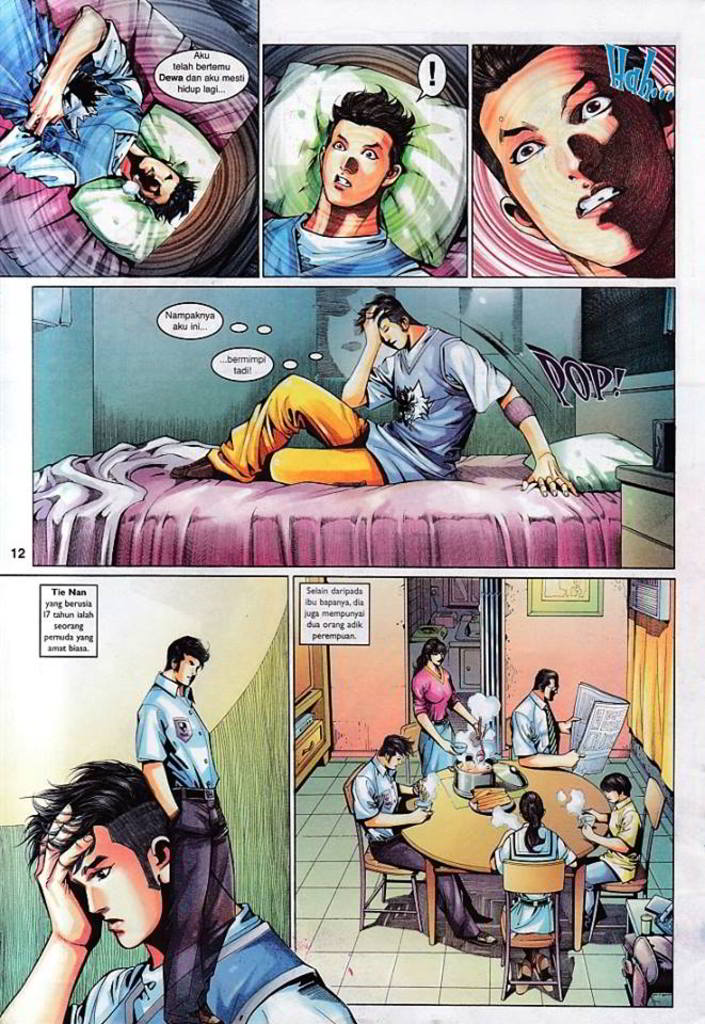 Aku
telah bertemu
Dewa dan aku mesti
hidup lagi...
!
Hah...
Nampaknya
aku ini...
...bermimpi
tadi!
POP!
12
Tie Nan
yang berusia
17 tahun ialah
seorang
pemuda yang
amat biasa.
Selain daripada
ibu bapanya, dia
juga mempunyai
dua orang adik
perempuan.